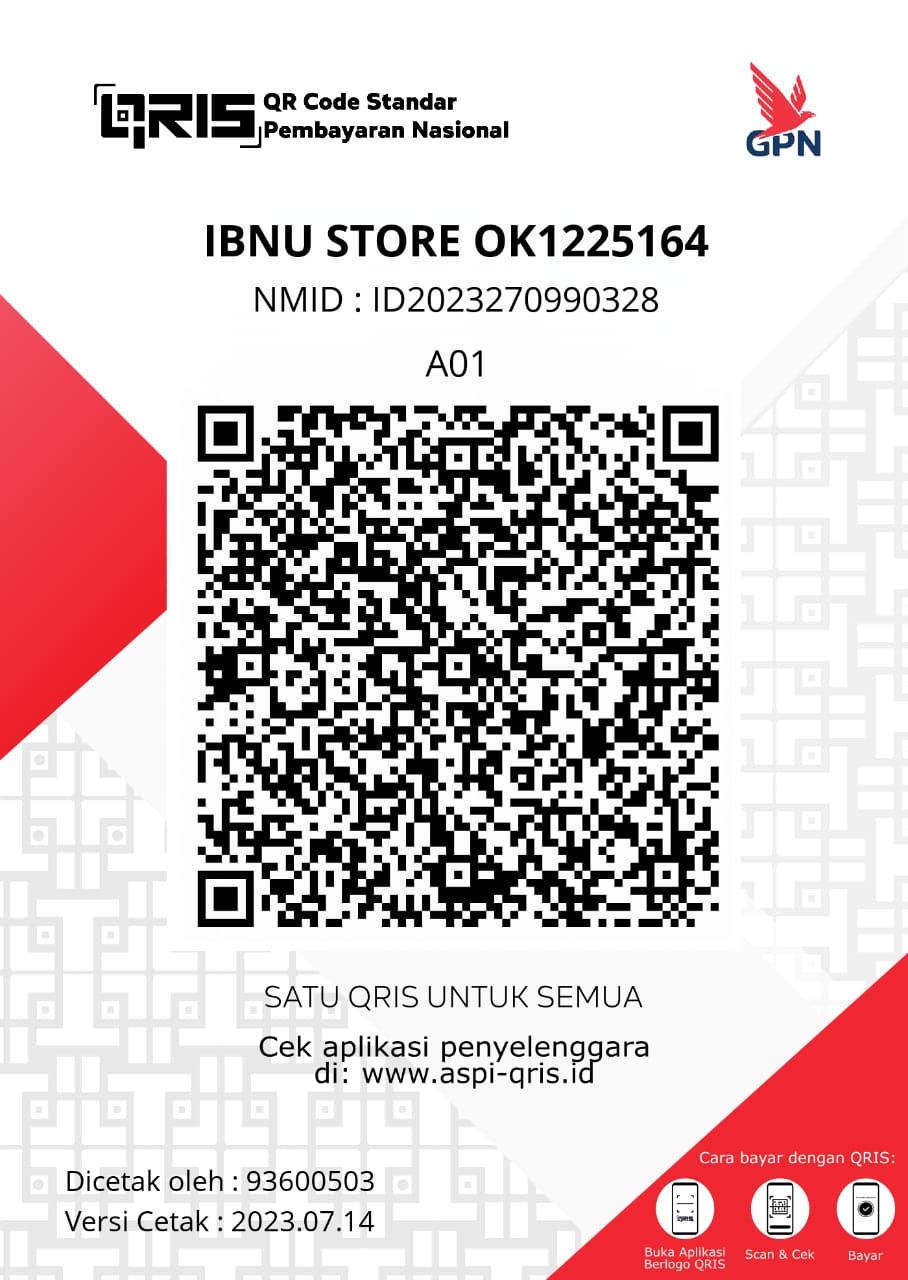 QRIS QR Code Standar
Pembayaran Nasional
GPN
IBNU STORE OK1225164
NMID : ID2023270990328
A01
SATU QRIS UNTUK SEMUA
Cek aplikasi penyelenggara
di: www.aspi-qris.id
Dicetak oleh : 93600503
Versi Cetak : 2023.07.14
Cara bayar dengan QRIS:
Buka Aplikasi
Berlogo QRIS
Scan & Cek
Bayar